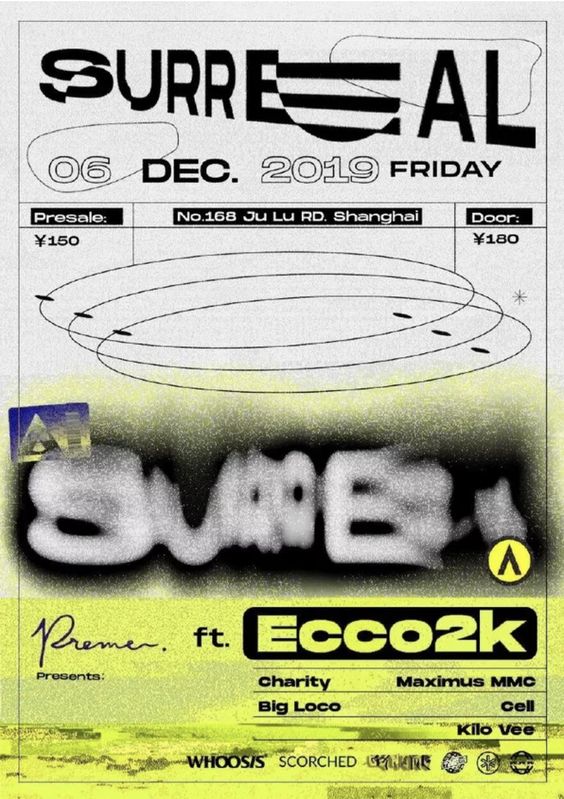 SURREAL
06 DEC. 2019 FRIDAY
Presale: No.168 Ju Lu RD. Shanghai Door:
¥150 ¥180
AI
Premer. ft. Ecco2k
Presents:
Charity Maximus MMC
Big Loco Cell
Kilo Vee
WHOOSIS SCORCHED